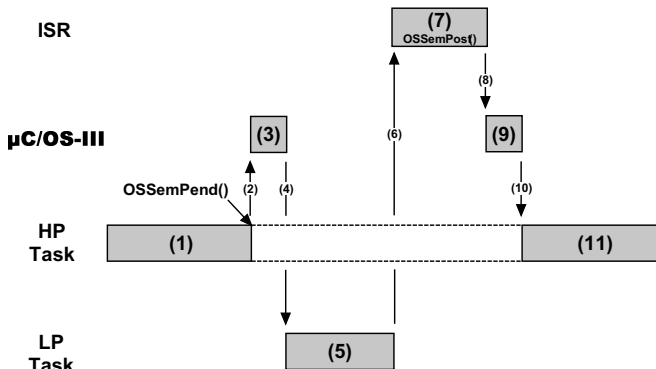 ISR
(7)
OSSemPost()
(8)
µC/OS-III
(3)
(6)
(9)
OSSemPend()
(2)
(4)
(10)
HP
Task
(1)
(11)
LP
Task
(5)